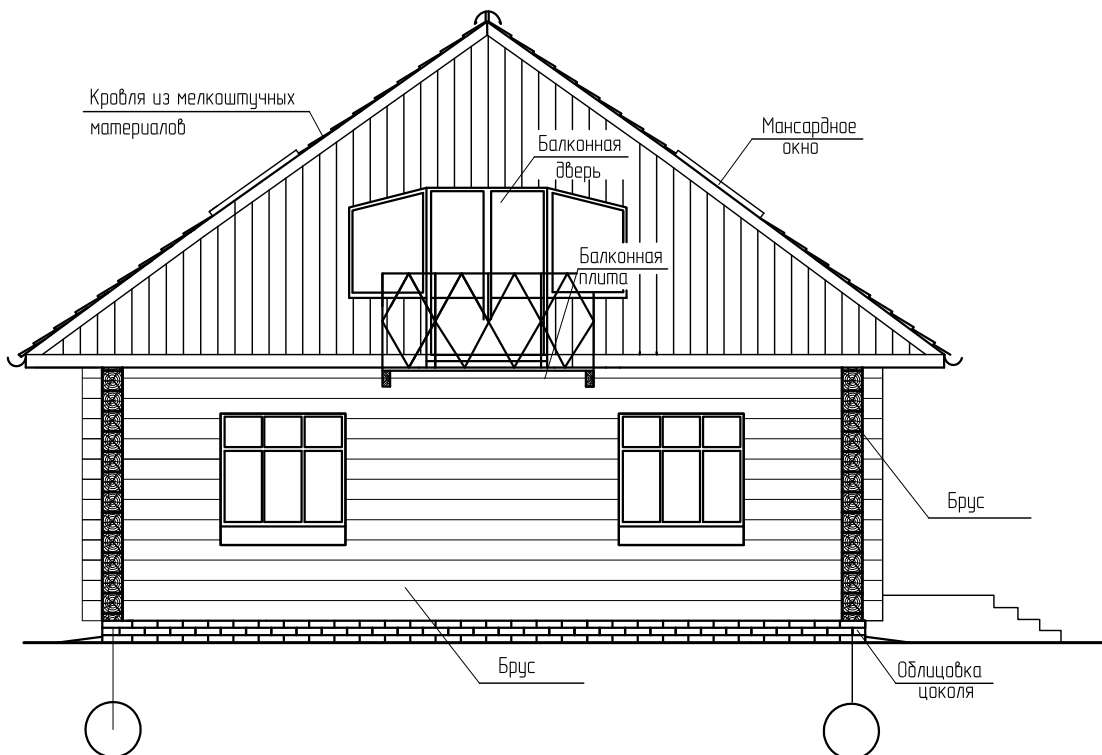 Кровля из мелкоштучных
материалов
Мансардное
окно
Балконная
дверь
Балконная
плита
Брус
Брус
Облицовка
цоколя